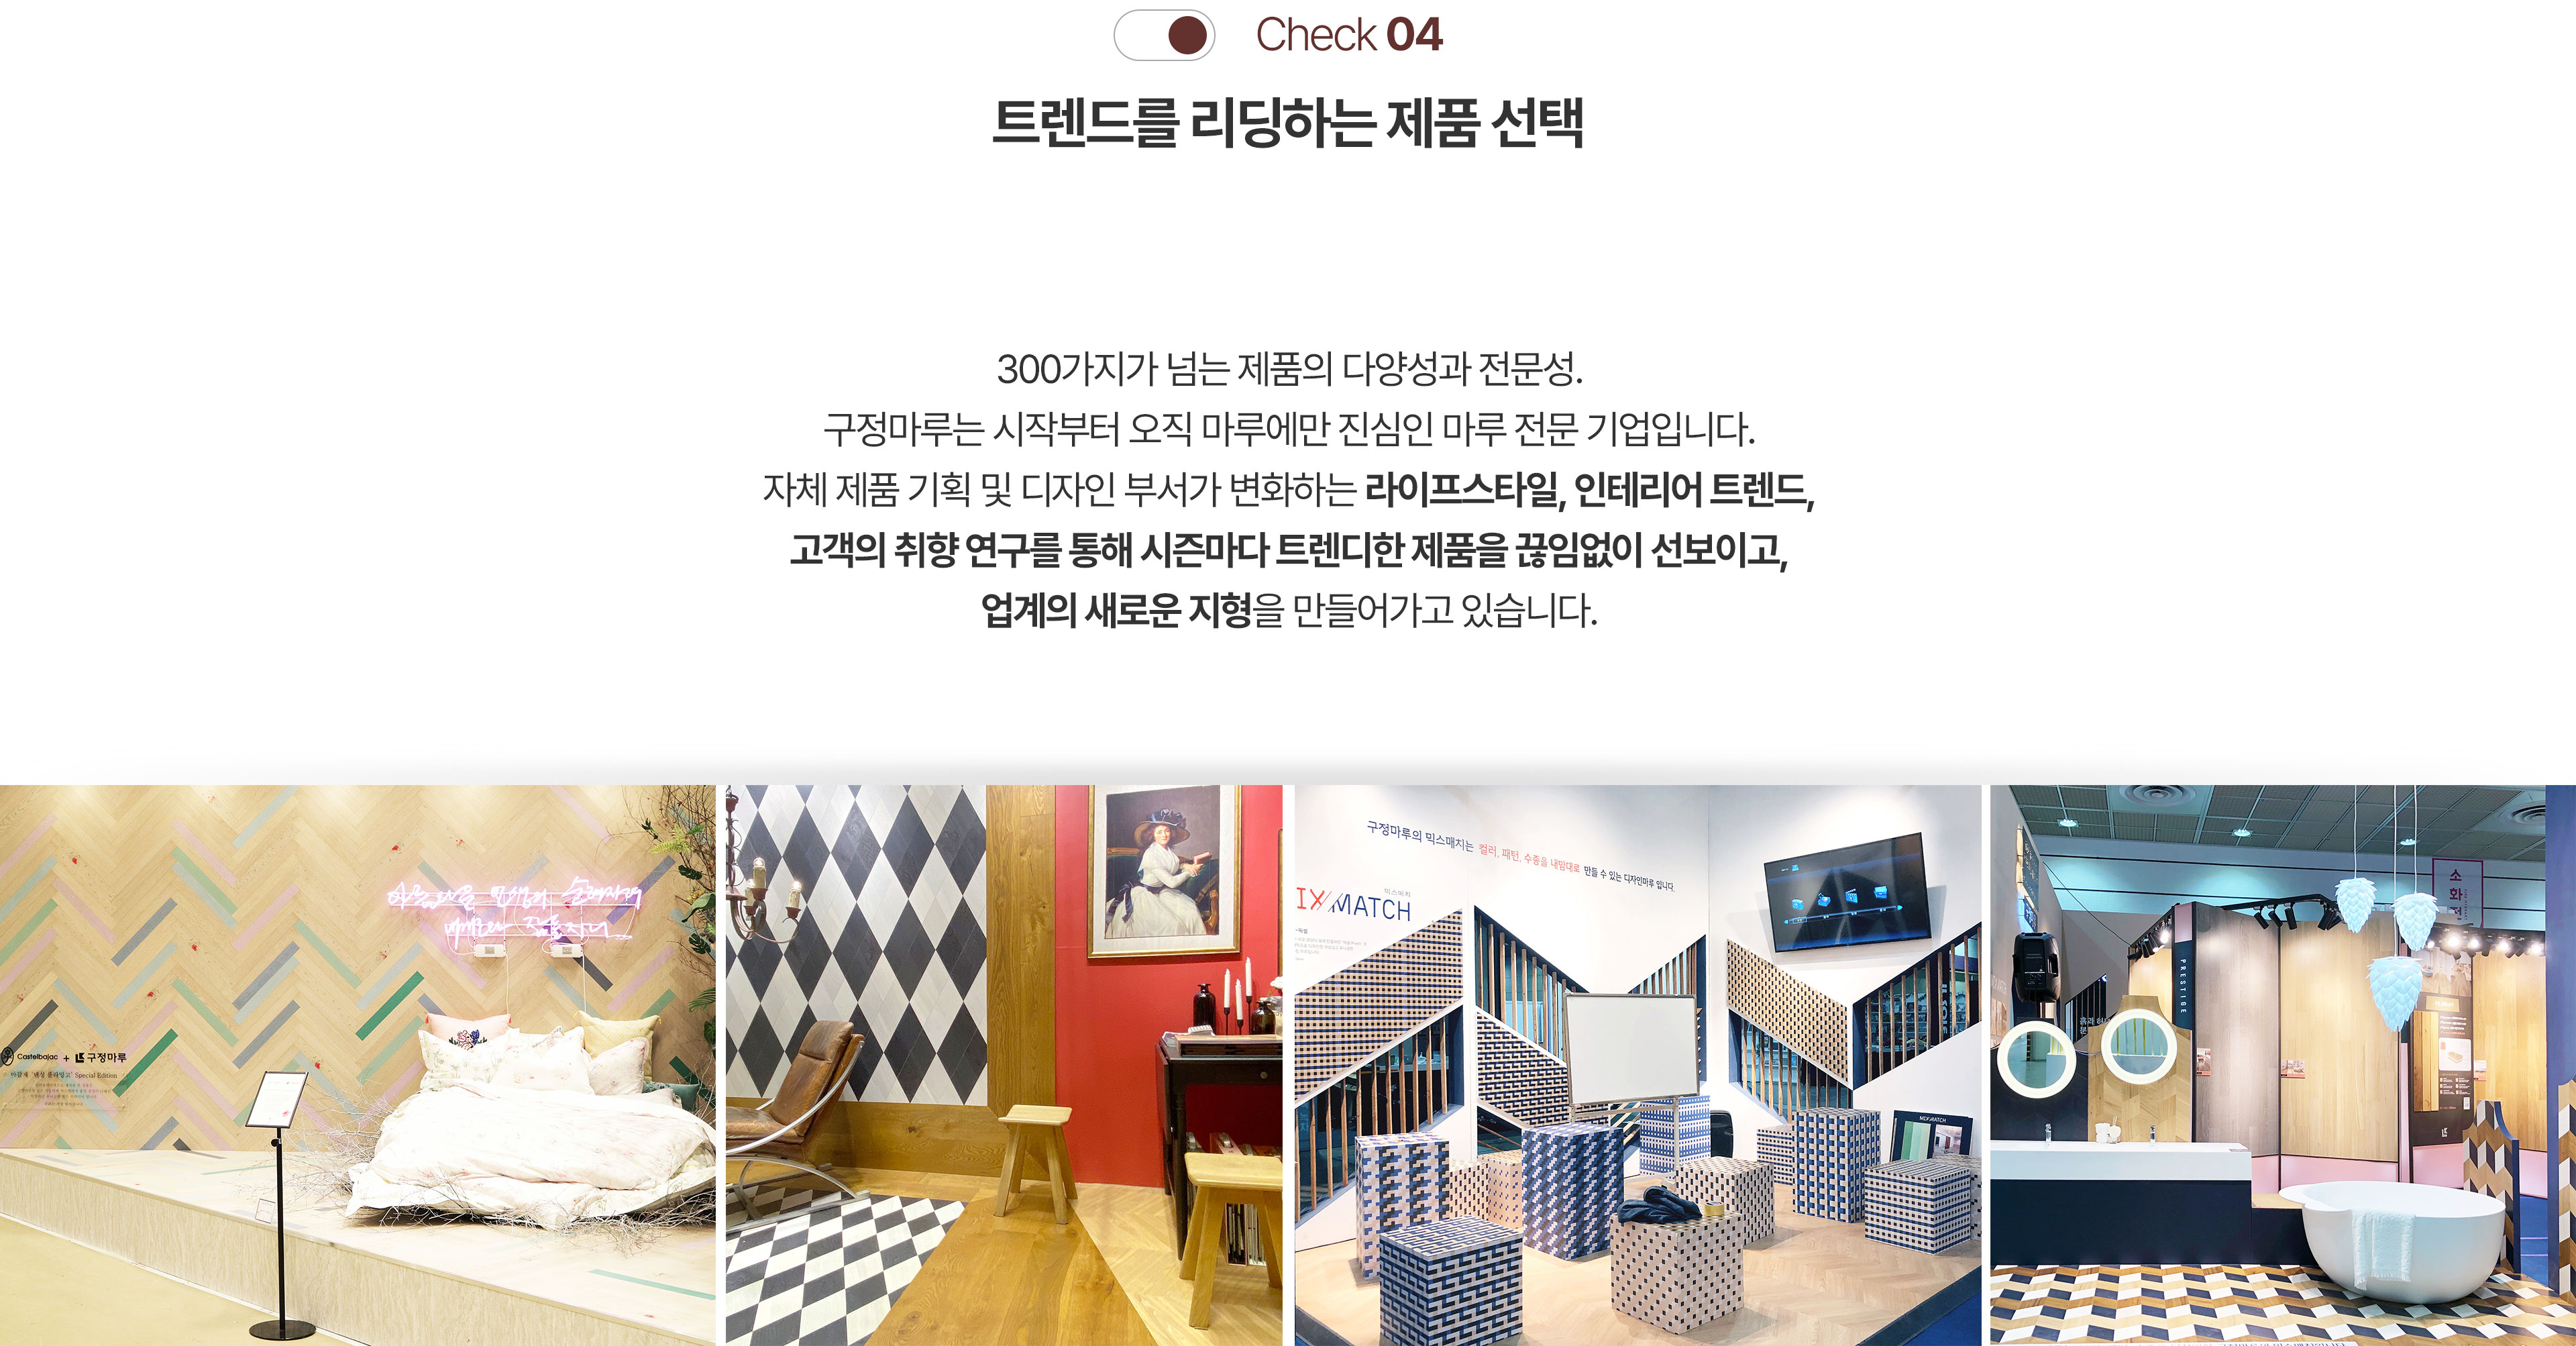 Check 04
트렌드를 리딩하는 제품 선택
300가지가 넘는 제품의 다양성과 전문성.
구정마루는 시작부터 오직 마루에만 진심인 마루 전문 기업입니다.
자체 제품 기획 및 디자인 부서가 변화하는 라이프스타일, 인테리어 트렌드,
고객의 취향 연구를 통해 시즌마다 트렌디한 제품을 끊임없이 선보이고,
업계의 새로운 지형을 만들어가고 있습니다.
Castelbajac + 구정마루
Special Edition
구정마루의 믹스매치는 컬러, 패턴, 수종을 내맘대로 만들 수 있는 디자인마루 입니다.
믹스매치
IX/MATCH
MIX/MATCH
소화전
PRESTIGE